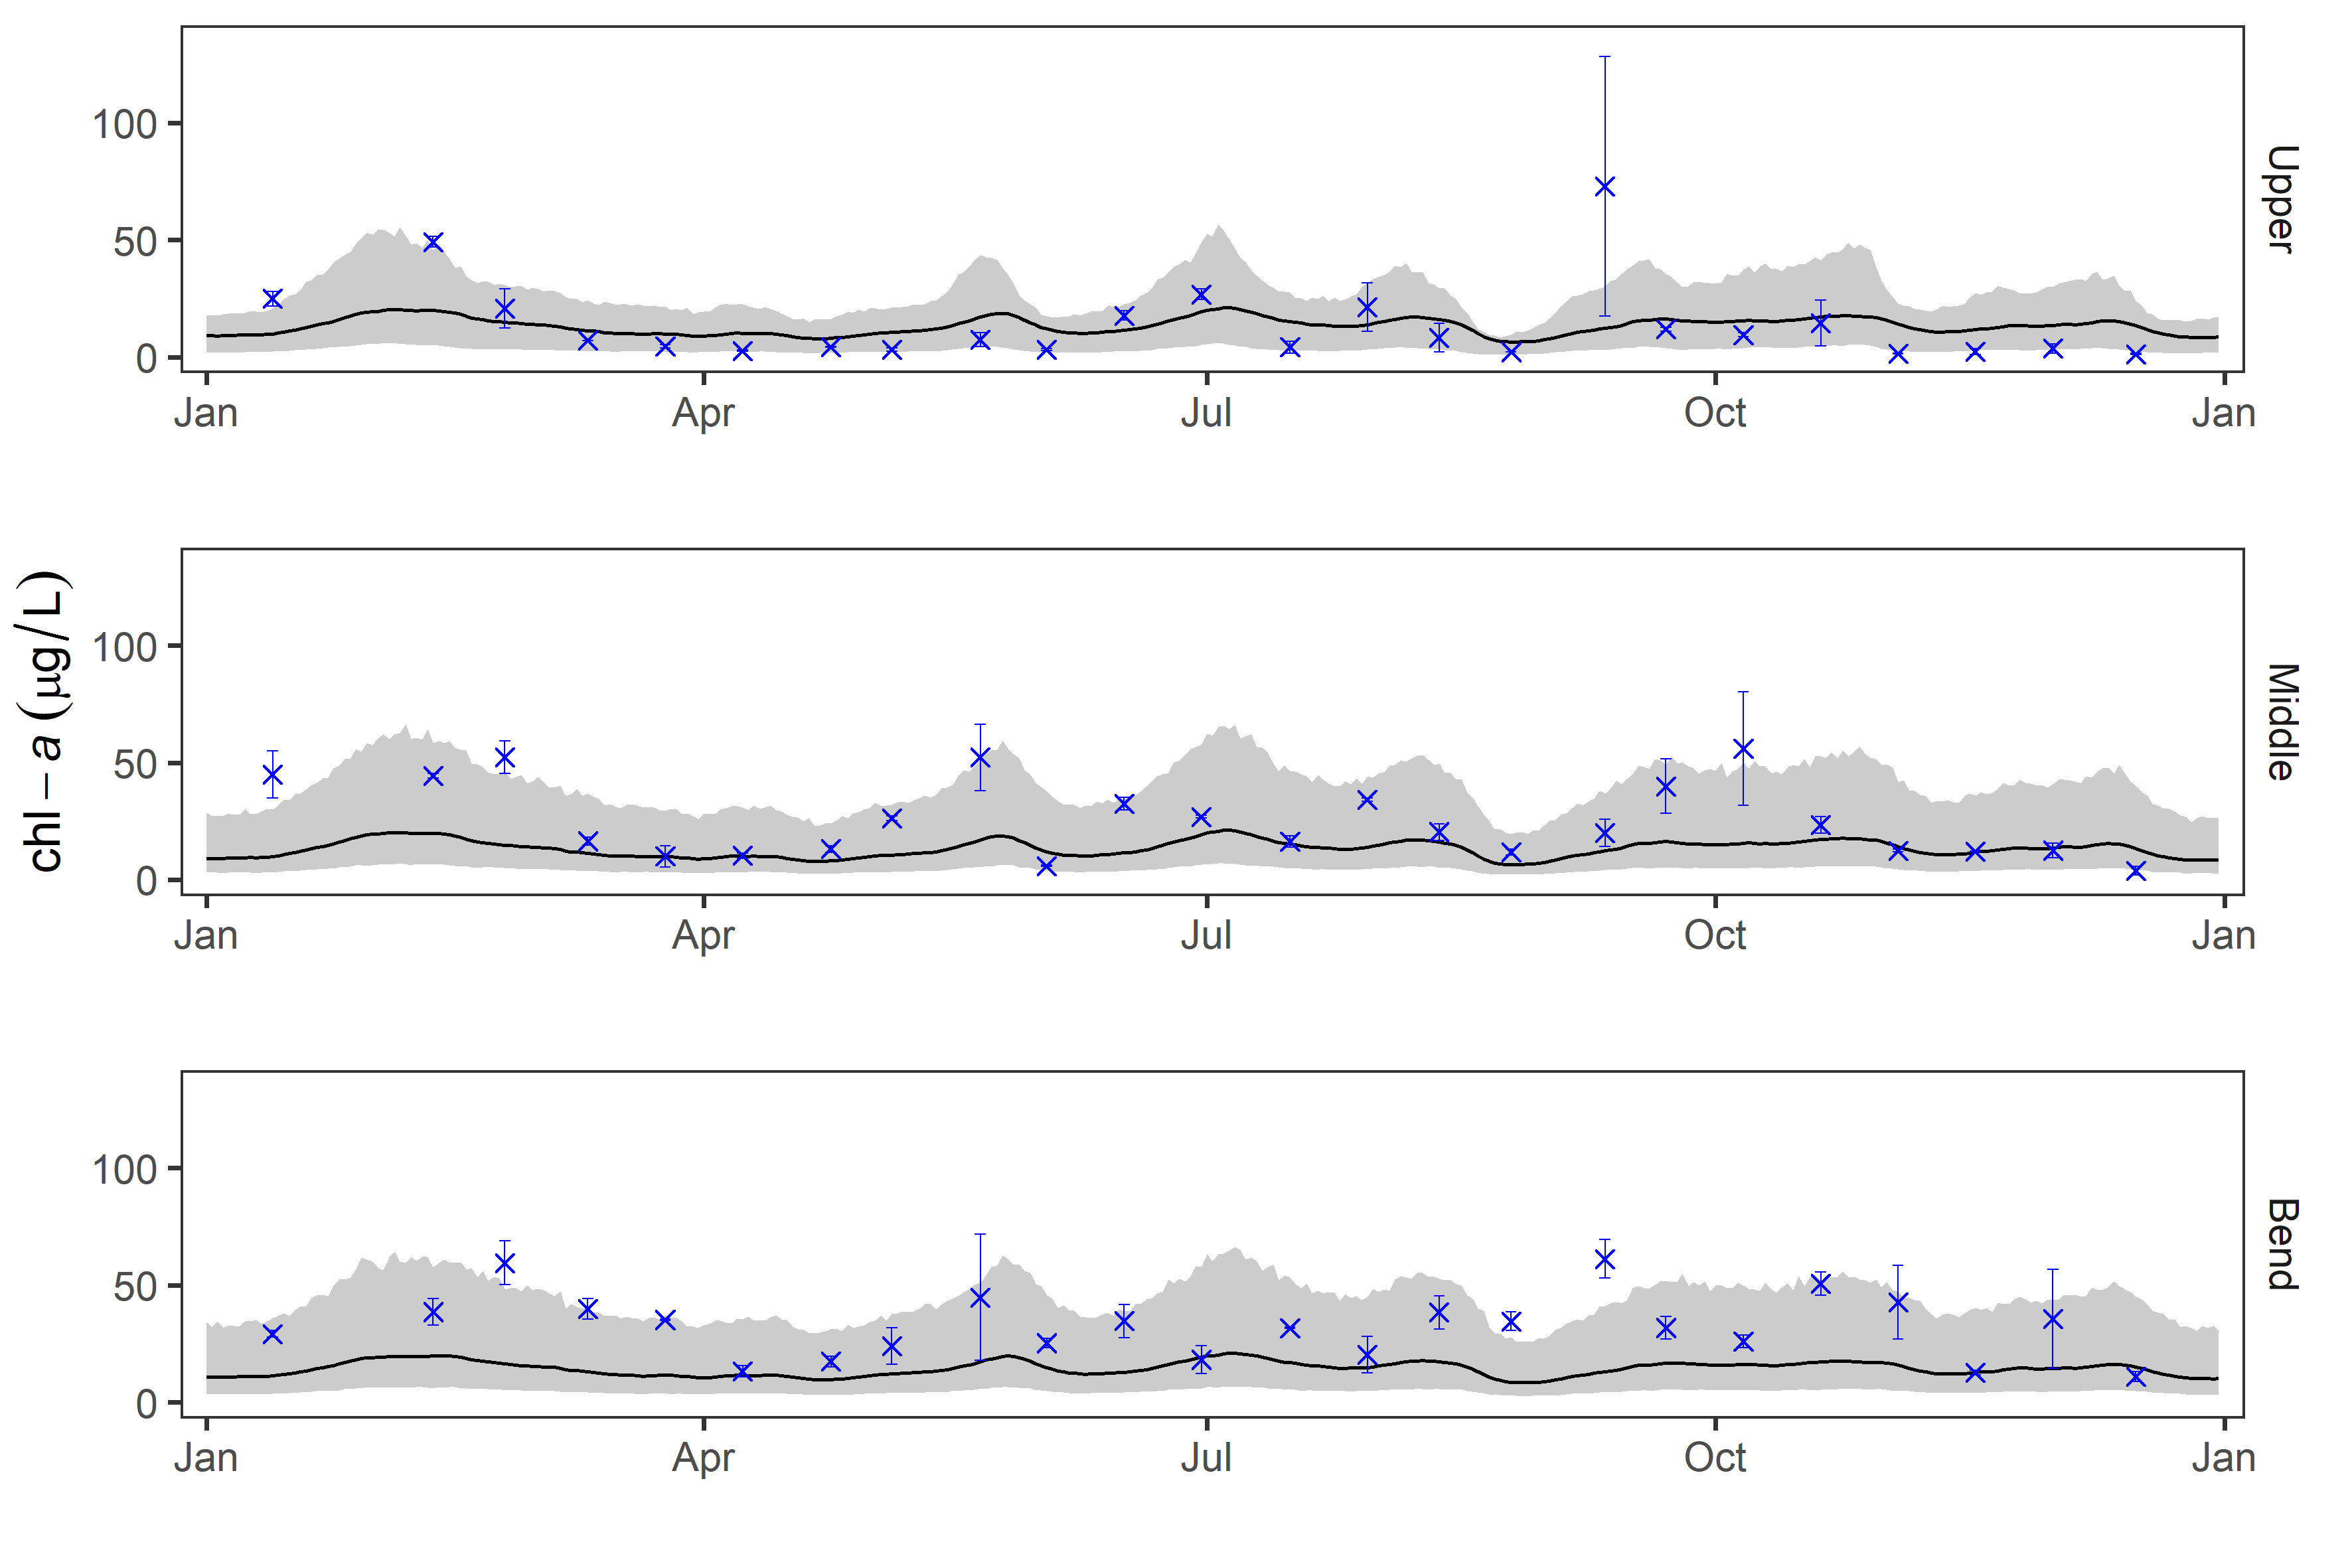 100
50
0
Jan Apr Jul Oct Jan
Upper
chl – a (μg/L)
100
50
0
Jan Apr Jul Oct Jan
Middle
100
50
0
Jan Apr Jul Oct Jan
Bend